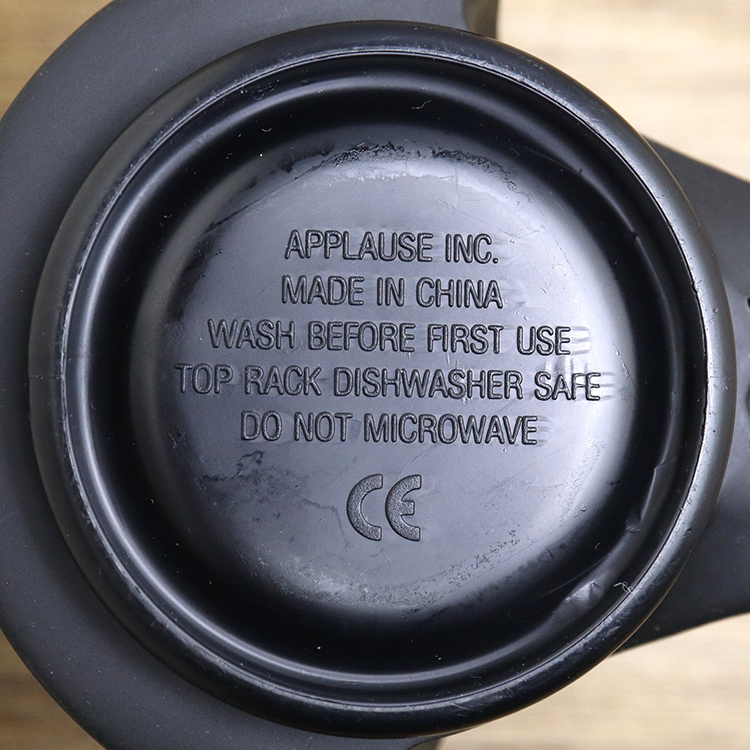 APPLAUSE INC.
MADE IN CHINA
WASH BEFORE FIRST USE
TOP RACK DISHWASHER SAFE
DO NOT MICROWAVE
CE